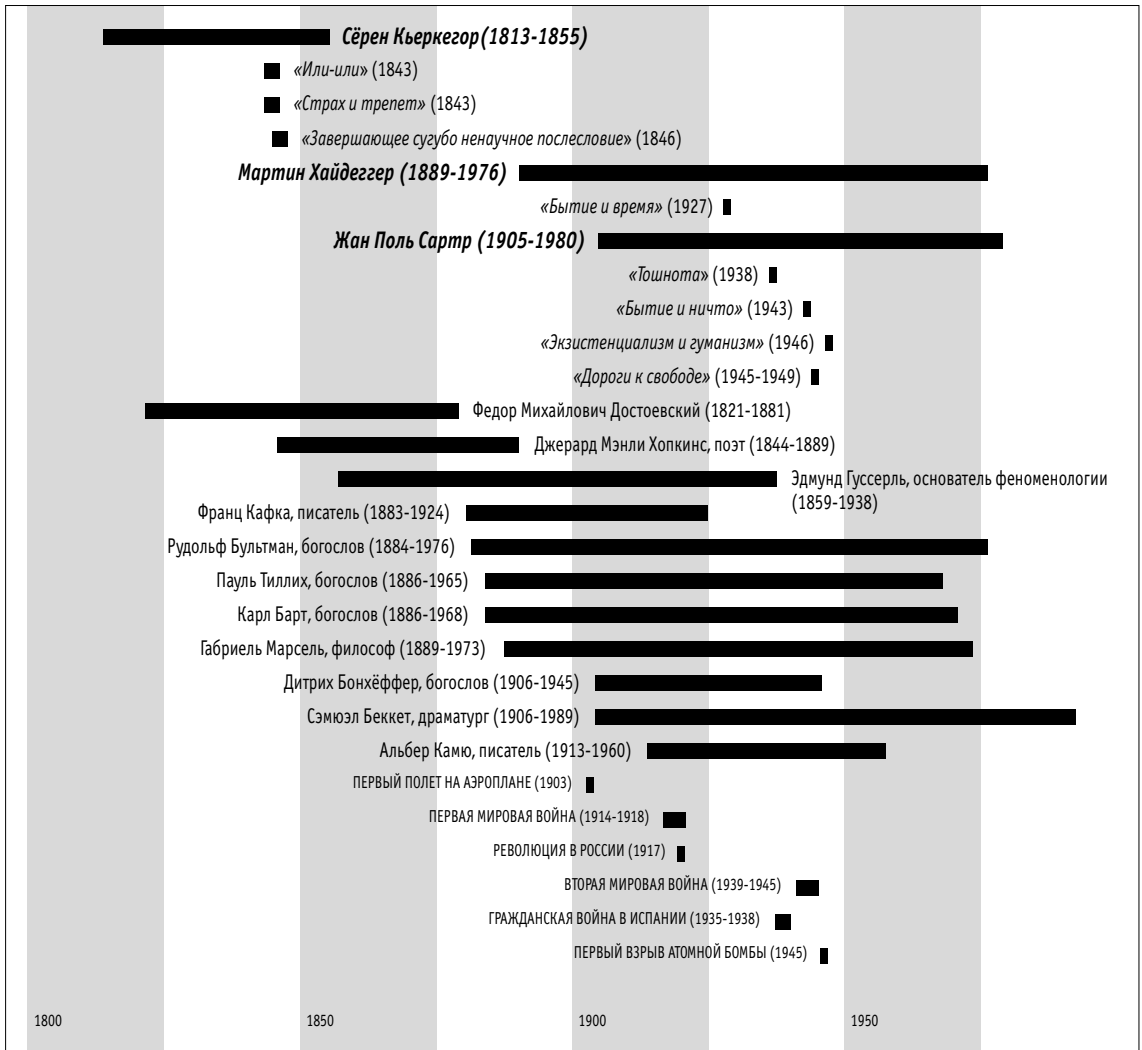 Сёрен Кьеркегор(1813-1855)
«Или-или» (1843)
«Страх и трепет» (1843)
«Завершающее сугубо ненаучное послесловие» (1846)
Мартин Хайдеггер (1889-1976)
«Бытие и время» (1927)
Жан Поль Сартр (1905-1980)
«Тошнота» (1938)
«Бытие и ничто» (1943)
«Экзистенциализм и гуманизм» (1946)
«Дороги к свободе» (1945-1949)
Федор Михайлович Достоевский (1821-1881)
Джерард Мэнли Хопкинс, поэт (1844-1889)
Эдмунд Гуссерль, основатель феноменологии
(1859-1938)
Франц Кафка, писатель (1883-1924)
Рудольф Бультман, богослов (1884-1976)
Пауль Тиллих, богослов (1886-1965)
Карл Барт, богослов (1886-1968)
Габриель Марсель, философ (1889-1973)
Дитрих Бонхёффер, богослов (1906-1945)
Сэмюэл Беккет, драматург (1906-1989)
Альбер Камю, писатель (1913-1960)
ПЕРВЫЙ ПОЛЕТ НА АЭРОПЛАНЕ (1903)
ПЕРВАЯ МИРОВАЯ ВОЙНА (1914-1918)
РЕВОЛЮЦИЯ В РОССИИ (1917)
ВТОРАЯ МИРОВАЯ ВОЙНА (1939-1945)
ГРАЖДАНСКАЯ ВОЙНА В ИСПАНИИ (1935-1938)
ПЕРВЫЙ ВЗРЫВ АТОМНОЙ БОМБЫ (1945)
1800 1850 1900 1950